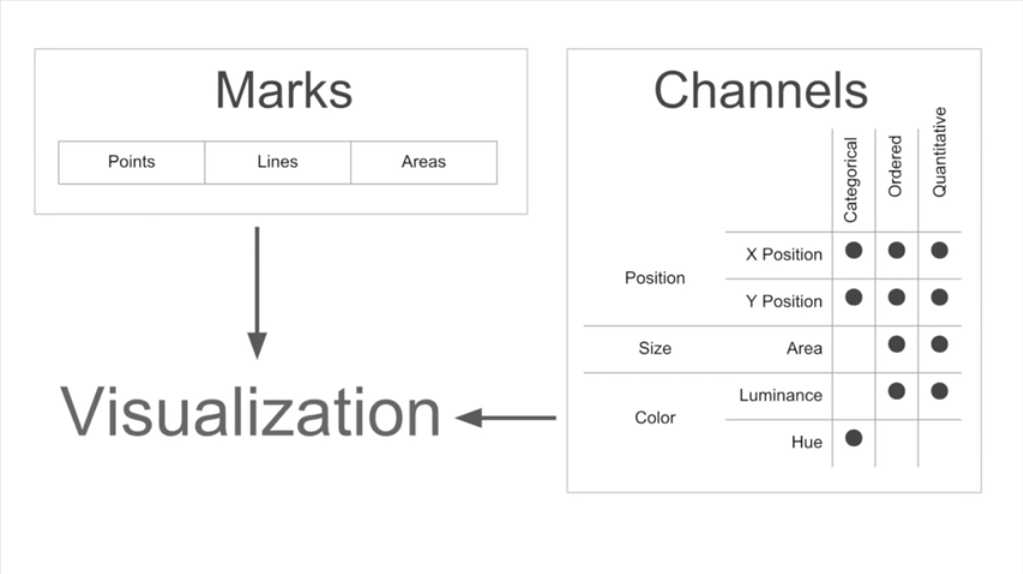 Marks
Points Lines Areas
Visualization
Channels
Categorical Ordered Quantitative
Position
X Position
Y Position
Size Area
Color
Luminance
Hue